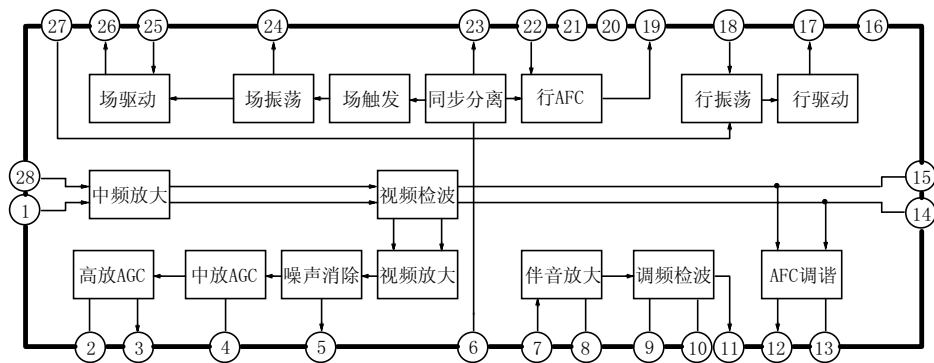 27 26 25 24 23 22 21 20 19 18 17 16
场驱动 场振荡 场触发 同步分离 行AFC 行振荡 行驱动
28 中频放大 视频检波 15
1 14
高放AGC 中放AGC 噪声消除 视频放大 伴音放大 调频检波 AFC调谐
2 3 4 5 6 7 8 9 10 11 12 13